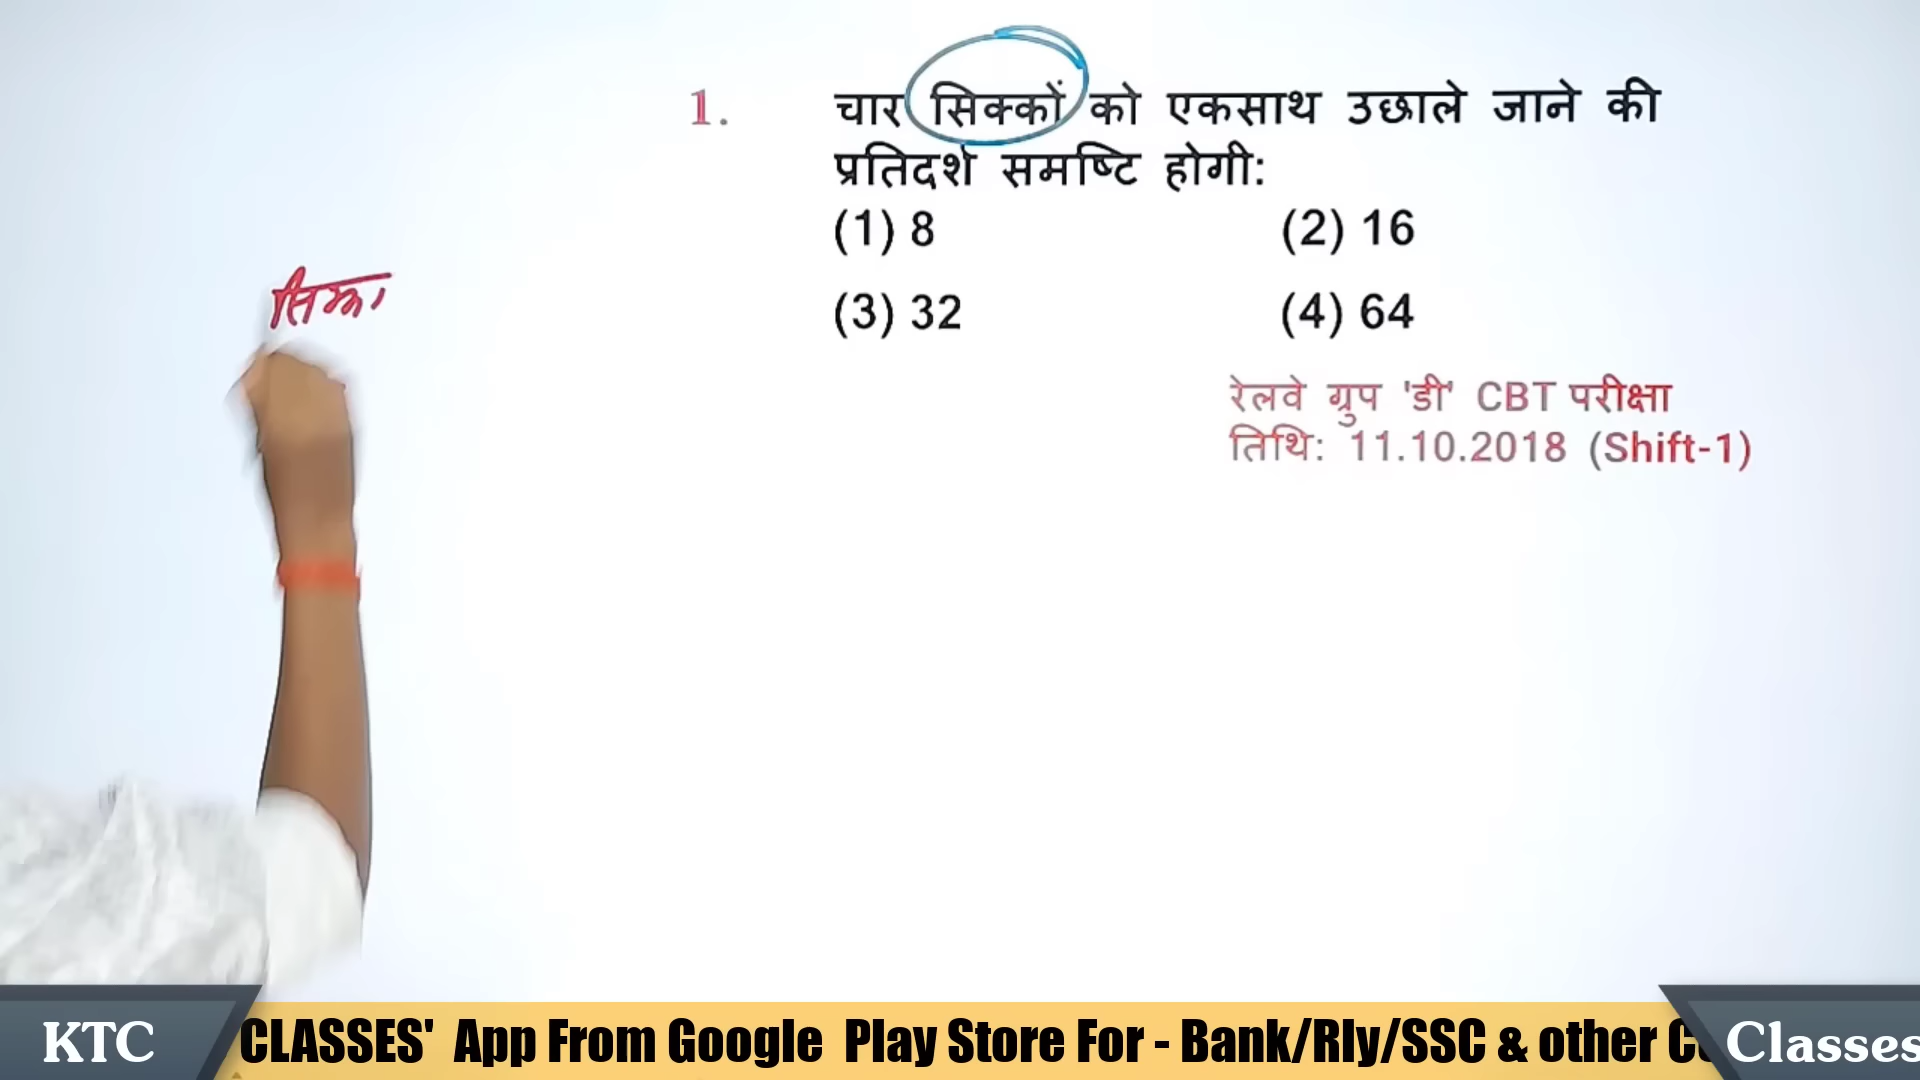 1. चार सिक्कों को एकसाथ उछाले जाने की
प्रतिदर्श समष्टि होगी:
(1) 8 (2) 16
(3) 32 (4) 64
रेलवे ग्रुप 'डी' CBT परीक्षा
तिथि: 11.10.2018 (Shift-1)
सिक्का
KTC CLASSES' App From Google Play Store For - Bank/Rly/SSC & other Classes